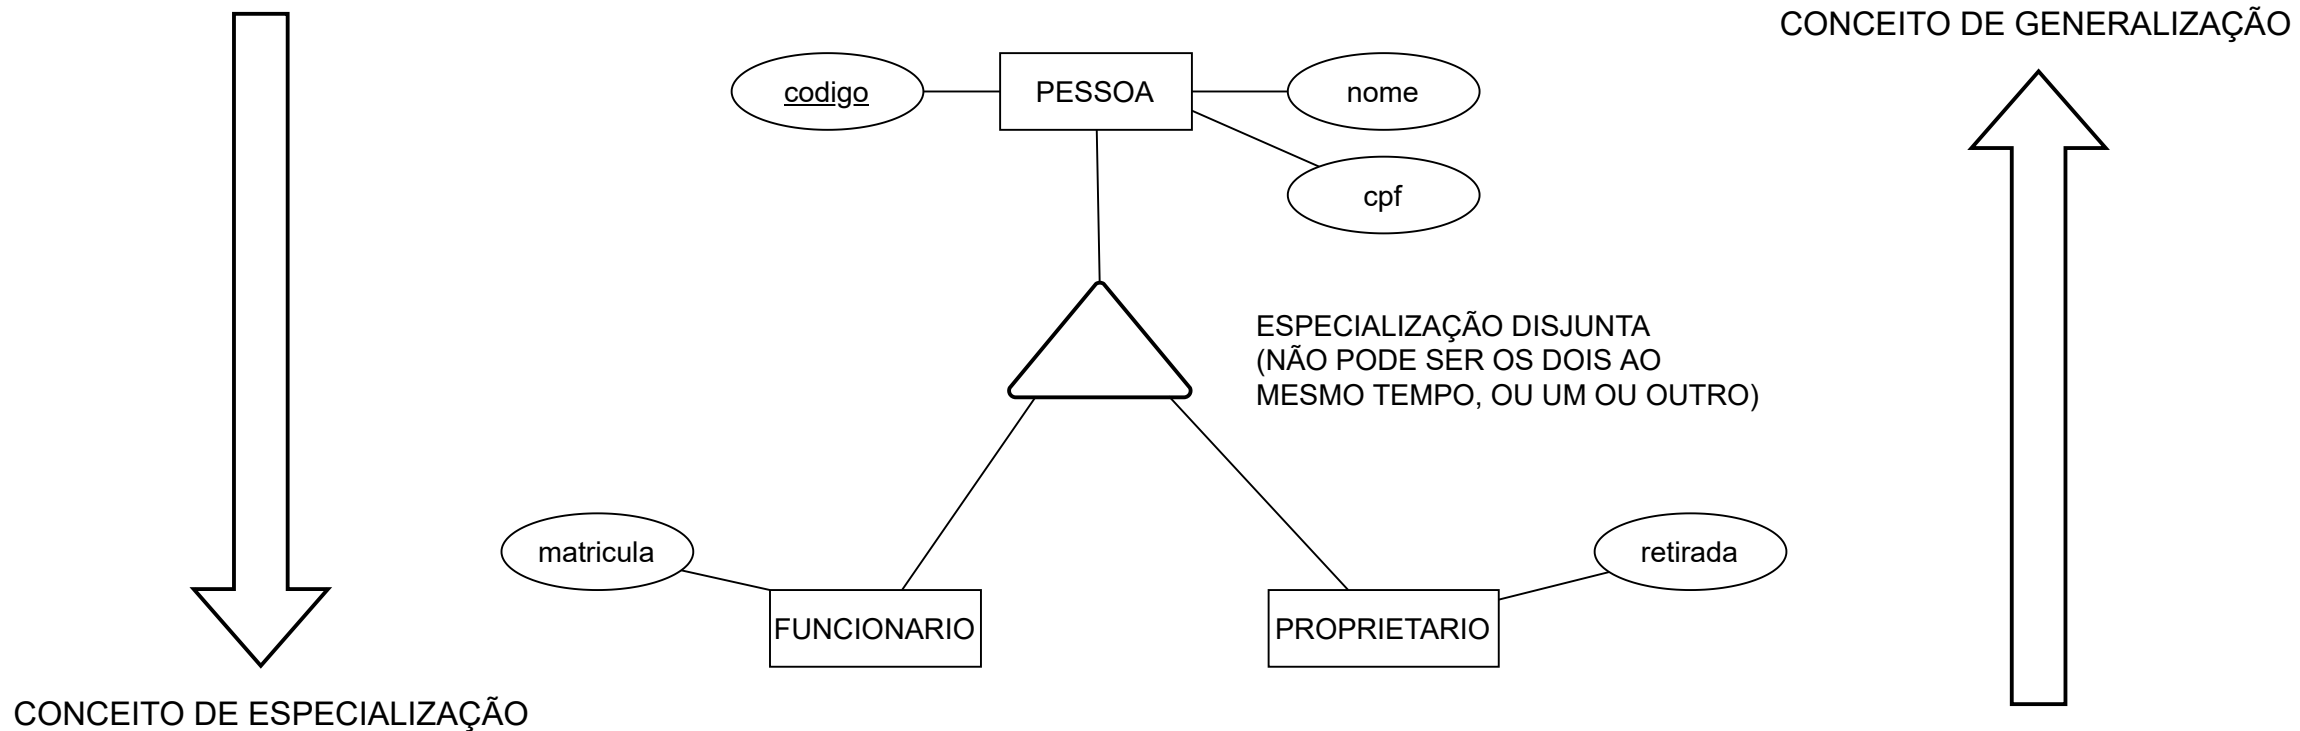 CONCEITO DE GENERALIZAÇÃO
codigo
PESSOA
nome
cpf
ESPECIALIZAÇÃO DISJUNTA
(NÃO PODE SER OS DOIS AO
MESMO TEMPO, OU UM OU OUTRO)
matricula
retirada
FUNCIONARIO
PROPRIETARIO
CONCEITO DE ESPECIALIZAÇÃO